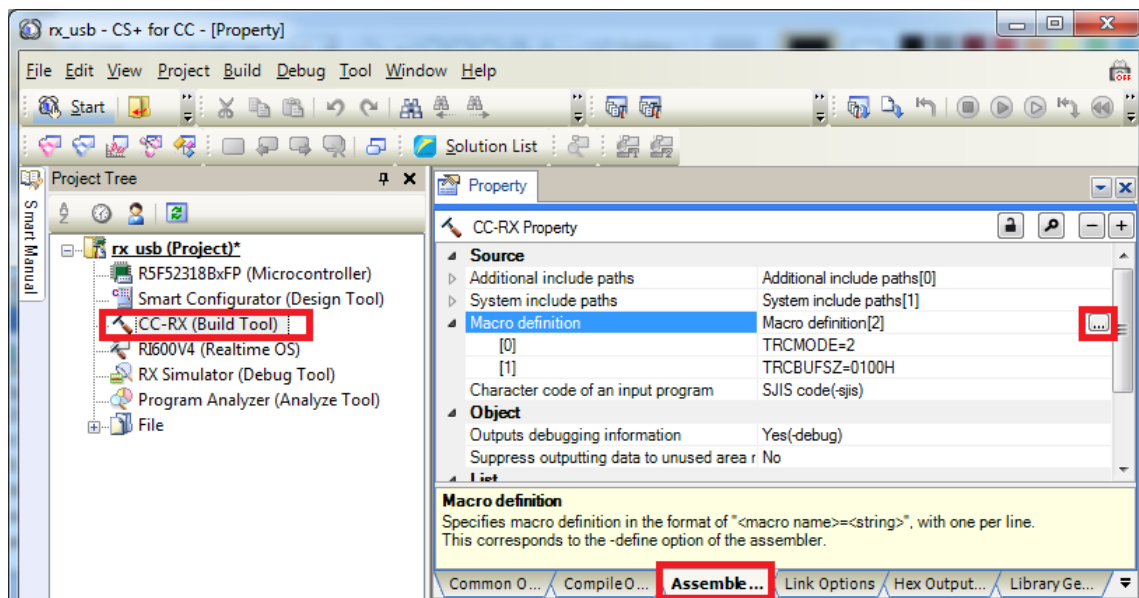 rx_usb - CS+ for CC - [Property]
File Edit View Project Build Debug Tool Window Help
OFF
Start
Solution List
Smart Manual
Project Tree
Property
CC-RX Property
rx_usb (Project)*
R5F52318BxFP (Microcontroller)
Smart Configurator (Design Tool)
CC-RX (Build Tool)
RI600V4 (Realtime OS)
RX Simulator (Debug Tool)
Program Analyzer (Analyze Tool)
File
Source
Additional include paths Additional include paths[0]
System include paths System include paths[1]
Macro definition Macro definition[2] ...
[0] TRCMODE=2
[1] TRCBUFSZ=0100H
Character code of an input program SJIS code(-sjis)
Object
Outputs debugging information Yes(-debug)
Suppress outputting data to unused area r No
List
Macro definition
Specifies macro definition in the format of "<macro name>=<string>", with one per line.
This corresponds to the -define option of the assembler.
Common O... Compile O... Assemble... Link Options Hex Output... Library Ge...